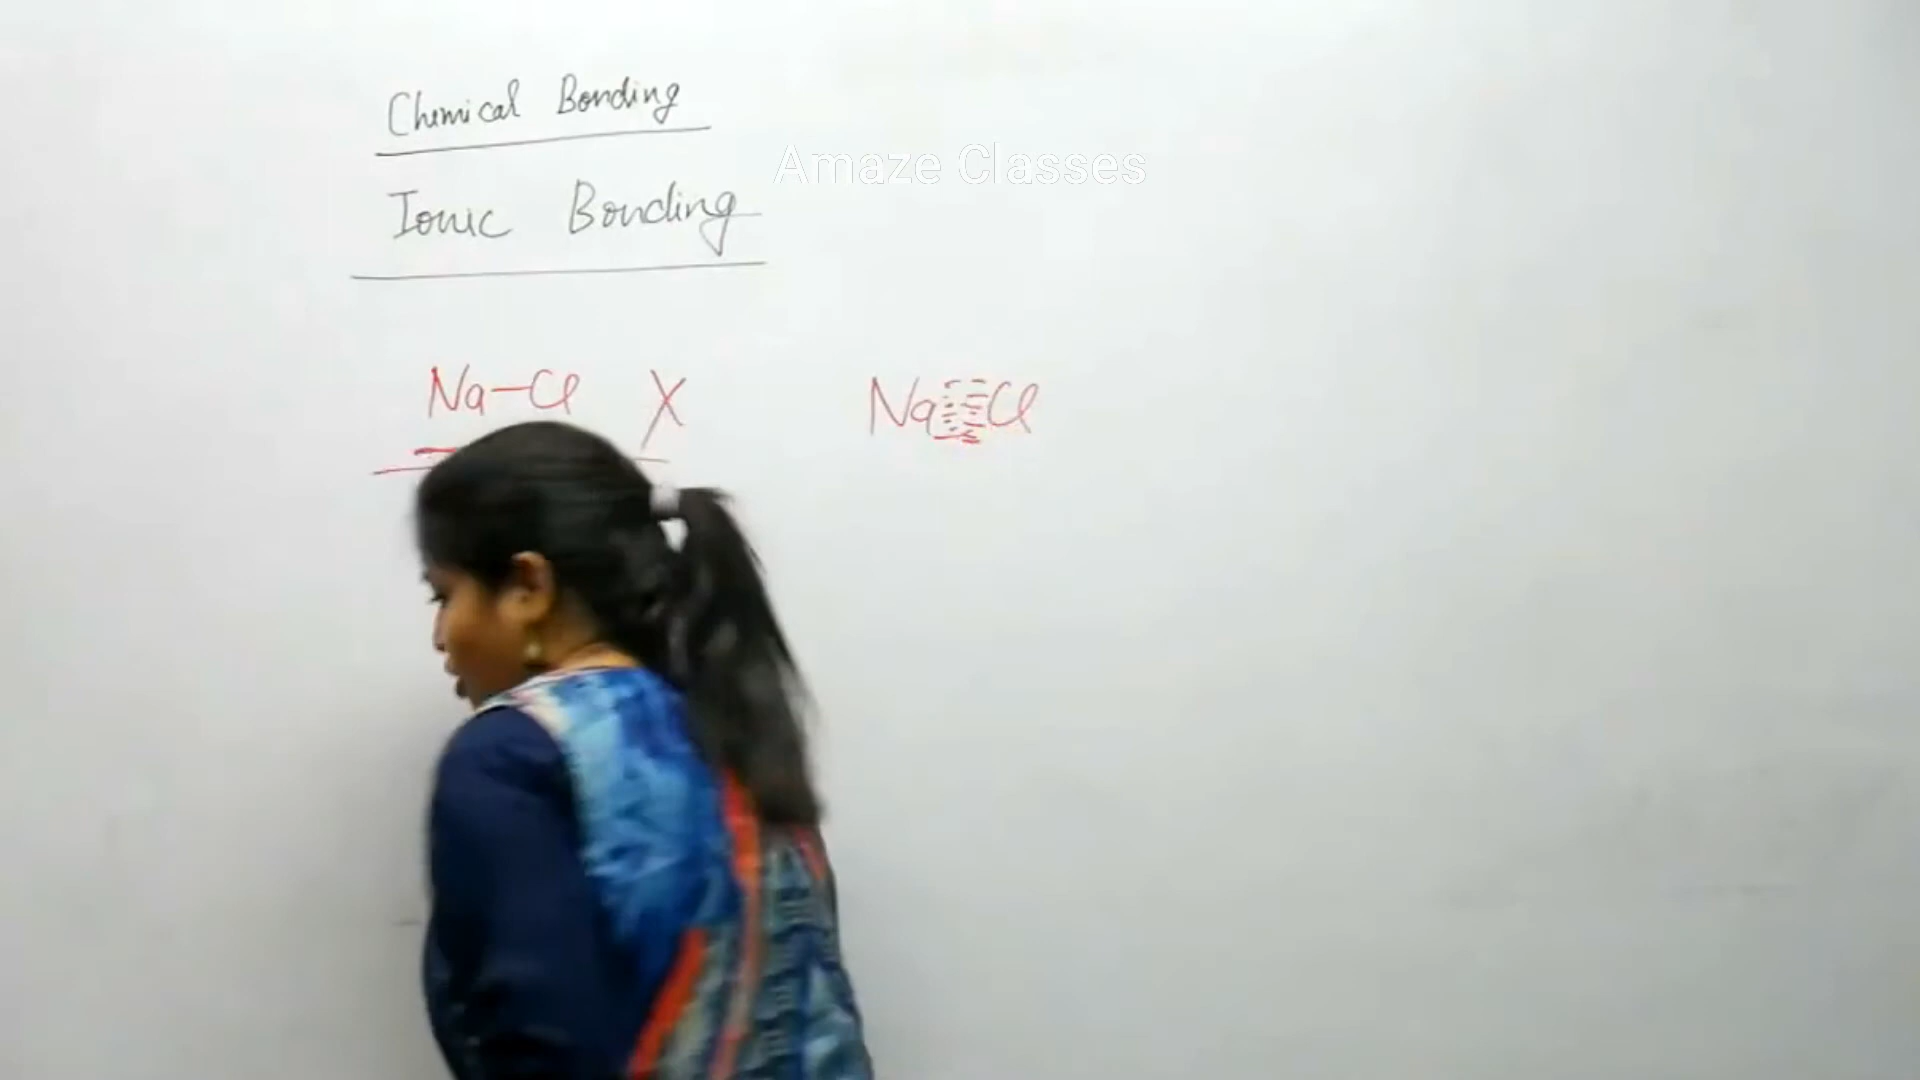 Chemical Bonding
Amaze Classes
Ionic Bonding
Na-Cl X Na Cl